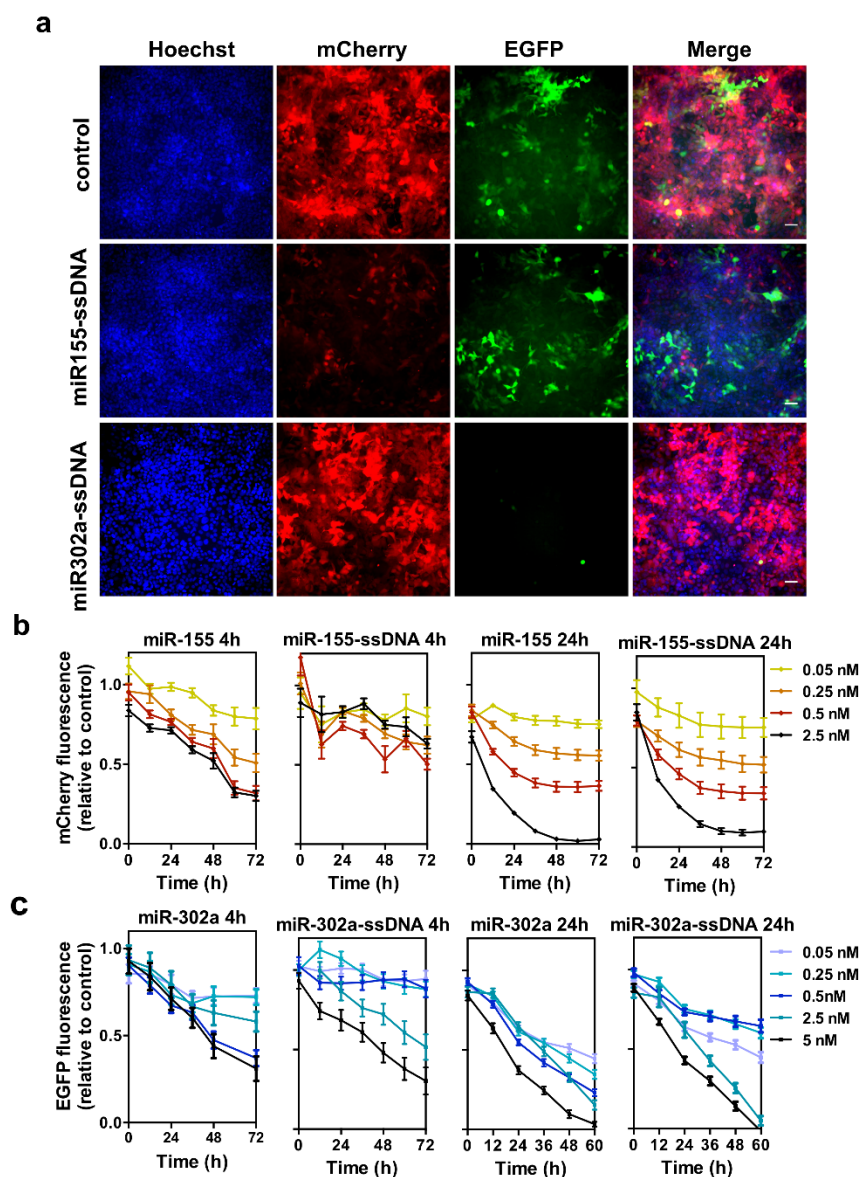 a
Hoechst mCherry EGFP Merge
control
miR155-ssDNA
miR302a-ssDNA
b
miR-155 4h miR-155-ssDNA 4h miR-155 24h miR-155-ssDNA 24h
mCherry fluorescence
(relative to control)
1.0
0.5
0.0
0 24 48 72 0 24 48 72 0 24 48 72 0 24 48 72
Time (h) Time (h) Time (h) Time (h)
0.05 nM
0.25 nM
0.5 nM
2.5 nM
c
miR-302a 4h miR-302a-ssDNA 4h miR-302a 24h miR-302a-ssDNA 24h
EGFP fluorescence
(relative to control)
1.0
0.5
0.0
0 24 48 72 0 24 48 72 0 12 24 36 48 60 0 12 24 36 48 60
Time (h) Time (h) Time (h) Time (h)
0.05 nM
0.25 nM
0.5nM
2.5 nM
5 nM